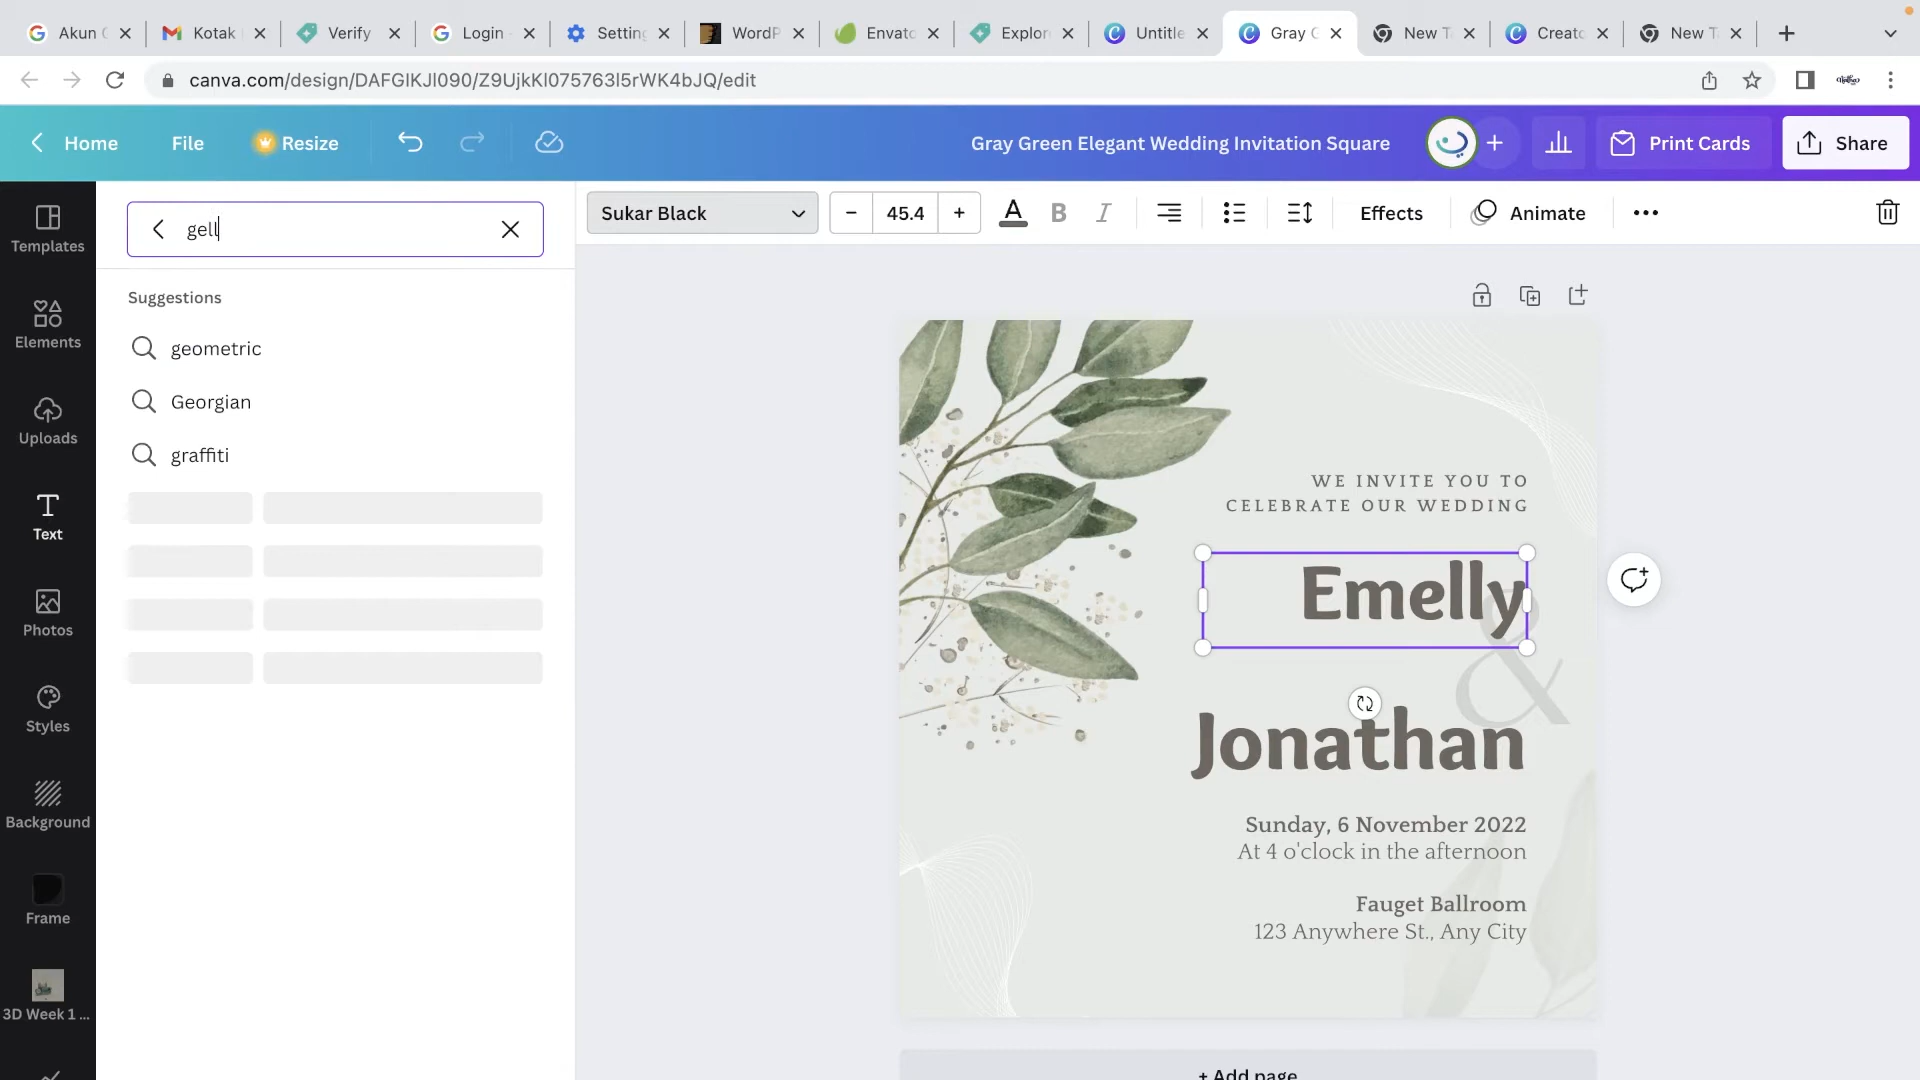 Akun
Kotak
Verify
Login
Setting
WordP
Envato
Explor
Untitle
Gray G
New T
Creato
New T
canva.com/design/DAFGIKJl090/Z9UjkKl075763l5rWK4bJQ/edit
Home
File
Resize
Gray Green Elegant Wedding Invitation Square
Print Cards
Share
Templates
Elements
Uploads
Text
Photos
Styles
Background
Frame
3D Week 1 ...
gell
Suggestions
geometric
Georgian
graffiti
Sukar Black
45.4
A B I
Effects
Animate
WE INVITE YOU TO
CELEBRATE OUR WEDDING
Emelly
&
Jonathan
Sunday, 6 November 2022
At 4 o'clock in the afternoon
Fauget Ballroom
123 Anywhere St., Any City
+ Add page